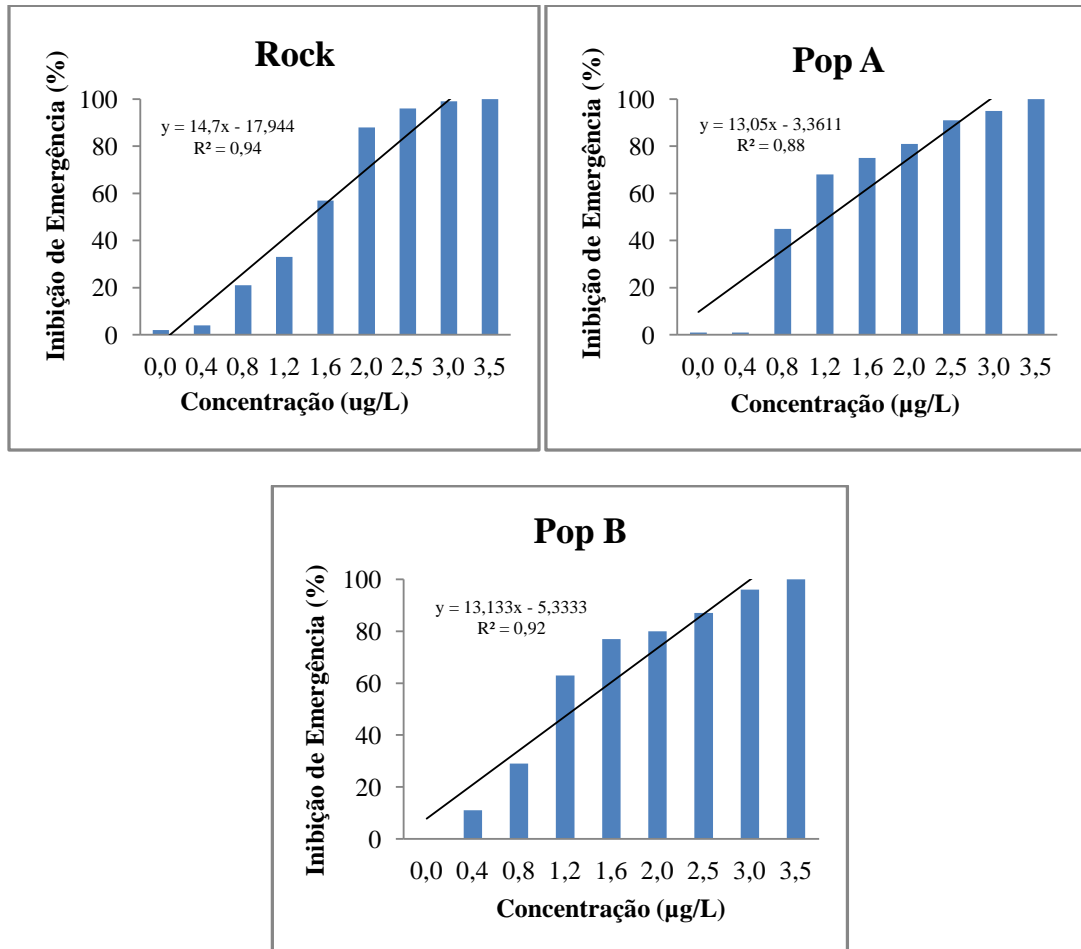 Rock
Inibição de Emergência (%)
100
80
60
40
20
0
y = 14,7x - 17,944
R² = 0,94
0,0 0,4 0,8 1,2 1,6 2,0 2,5 3,0 3,5
Concentração (ug/L)
Pop A
Inibição de Emergência (%)
100
80
60
40
20
0
y = 13,05x - 3,3611
R² = 0,88
0,0 0,4 0,8 1,2 1,6 2,0 2,5 3,0 3,5
Concentração (µg/L)
Pop B
Inibição de Emergência (%)
100
80
60
40
20
0
y = 13,133x - 5,3333
R² = 0,92
0,0 0,4 0,8 1,2 1,6 2,0 2,5 3,0 3,5
Concentração (µg/L)